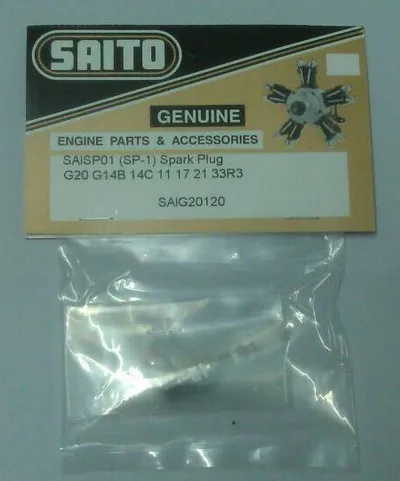 SAITO
GENUINE
ENGINE PARTS & ACCESSORIES
SAISP01 (SP-1) Spark Plug
G20 G14B 14C 11 17 21 33R3
SAIG20120